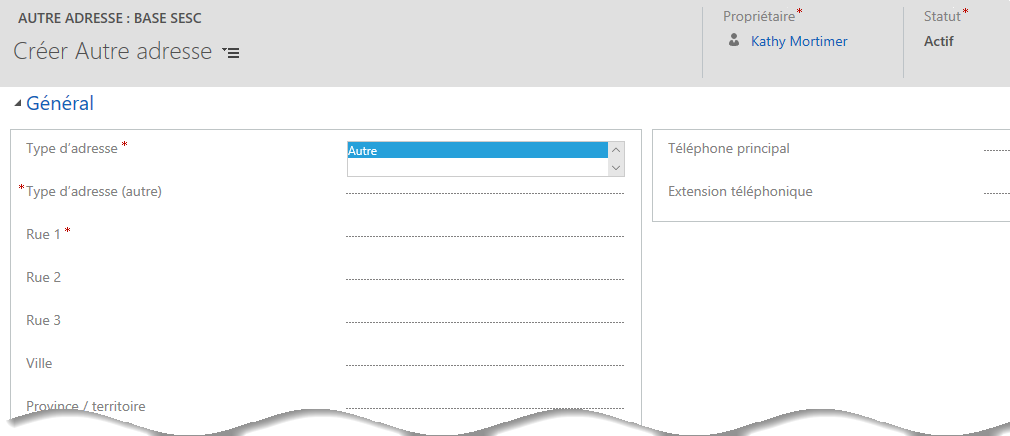 AUTRE ADRESSE : BASE SESC
Créer Autre adresse
Propriétaire*
Kathy Mortimer
Statut*
Actif
Général
Type d'adresse *
Autre
*Type d'adresse (autre)
Rue 1 *
Rue 2
Rue 3
Ville
Province / territoire
Téléphone principal
Extension téléphonique